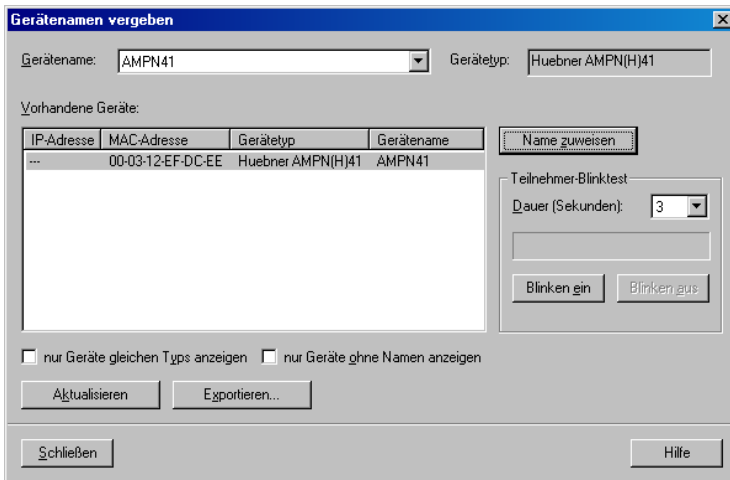 Gerätenamen vergeben
Gerätename: AMPN41 Gerätetyp: Huebner AMPN(H)41
Vorhandene Geräte:
IP-Adresse MAC-Adresse Gerätetyp Gerätename
--- 00-03-12-EF-DC-EE Huebner AMPN(H)41 AMPN41
Name zuweisen
Teilnehmer-Blinktest
Dauer (Sekunden): 3
Blinken ein Blinken aus
nur Geräte gleichen Typs anzeigen nur Geräte ohne Namen anzeigen
Aktualisieren Exportieren...
Schließen Hilfe